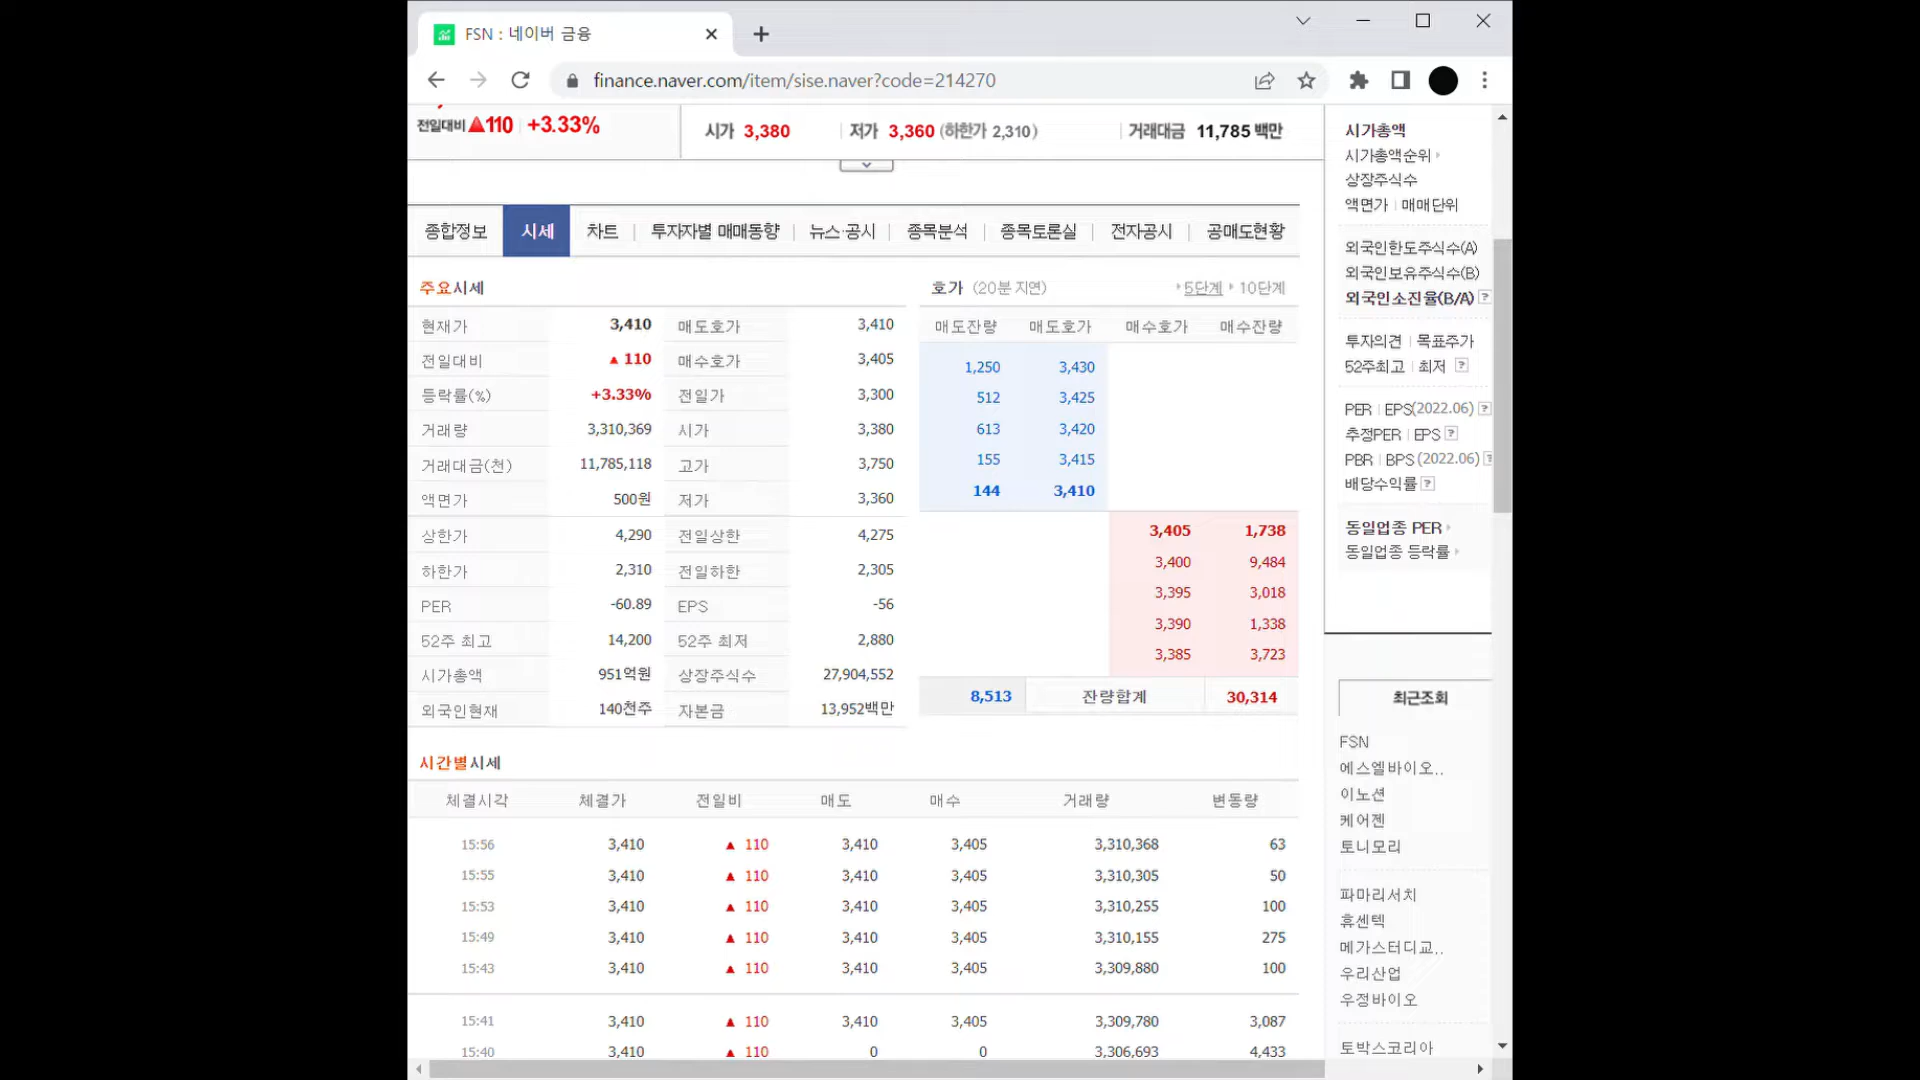 FSN : 네이버 금융
finance.naver.com/item/sise.naver?code=214270
전일대비 ▲110 +3.33%
시가 3,380 저가 3,360 (하한가 2,310) 거래대금 11,785 백만
종합정보 시세 차트 투자자별 매매동향 뉴스·공시 종목분석 종목토론실 전자공시 공매도현황
주요시세
현재가 3,410 매도호가 3,410
전일대비 ▲ 110 매수호가 3,405
등락률(%) +3.33% 전일가 3,300
거래량 3,310,369 시가 3,380
거래대금(천) 11,785,118 고가 3,750
액면가 500원 저가 3,360
상한가 4,290 전일상한 4,275
하한가 2,310 전일하한 2,305
PER -60.89 EPS -56
52주 최고 14,200 52주 최저 2,880
시가총액 951억원 상장주식수 27,904,552
외국인현재 140천주 자본금 13,952백만
호가 (20분 지연) 5단계 10단계
매도잔량 매도호가 매수호가 매수잔량
1,250 3,430
512 3,425
613 3,420
155 3,415
144 3,410
3,405 1,738
3,400 9,484
3,395 3,018
3,390 1,338
3,385 3,723
8,513 잔량합계 30,314
시간별시세
체결시각 체결가 전일비 매도 매수 거래량 변동량
15:56 3,410 ▲ 110 3,410 3,405 3,310,368 63
15:55 3,410 ▲ 110 3,410 3,405 3,310,305 50
15:53 3,410 ▲ 110 3,410 3,405 3,310,255 100
15:49 3,410 ▲ 110 3,410 3,405 3,310,155 275
15:43 3,410 ▲ 110 3,410 3,405 3,309,880 100
15:41 3,410 ▲ 110 3,410 3,405 3,309,780 3,087
15:40 3,410 ▲ 110 0 0 3,306,693 4,433
시가총액
시가총액순위
상장주식수
액면가 | 매매단위
외국인한도주식수(A)
외국인보유주식수(B)
외국인소진율(B/A) ?
투자의견 | 목표주가
52주최고 | 최저 ?
PER | EPS(2022.06) ?
추정PER | EPS ?
PBR | BPS (2022.06) ?
배당수익률 ?
동일업종 PER
동일업종 등락률
최근조회
FSN
에스엘바이오..
이노션
케어젠
토니모리
파마리서치
휴센텍
메가스터디교..
우리산업
우정바이오
토박스코리아